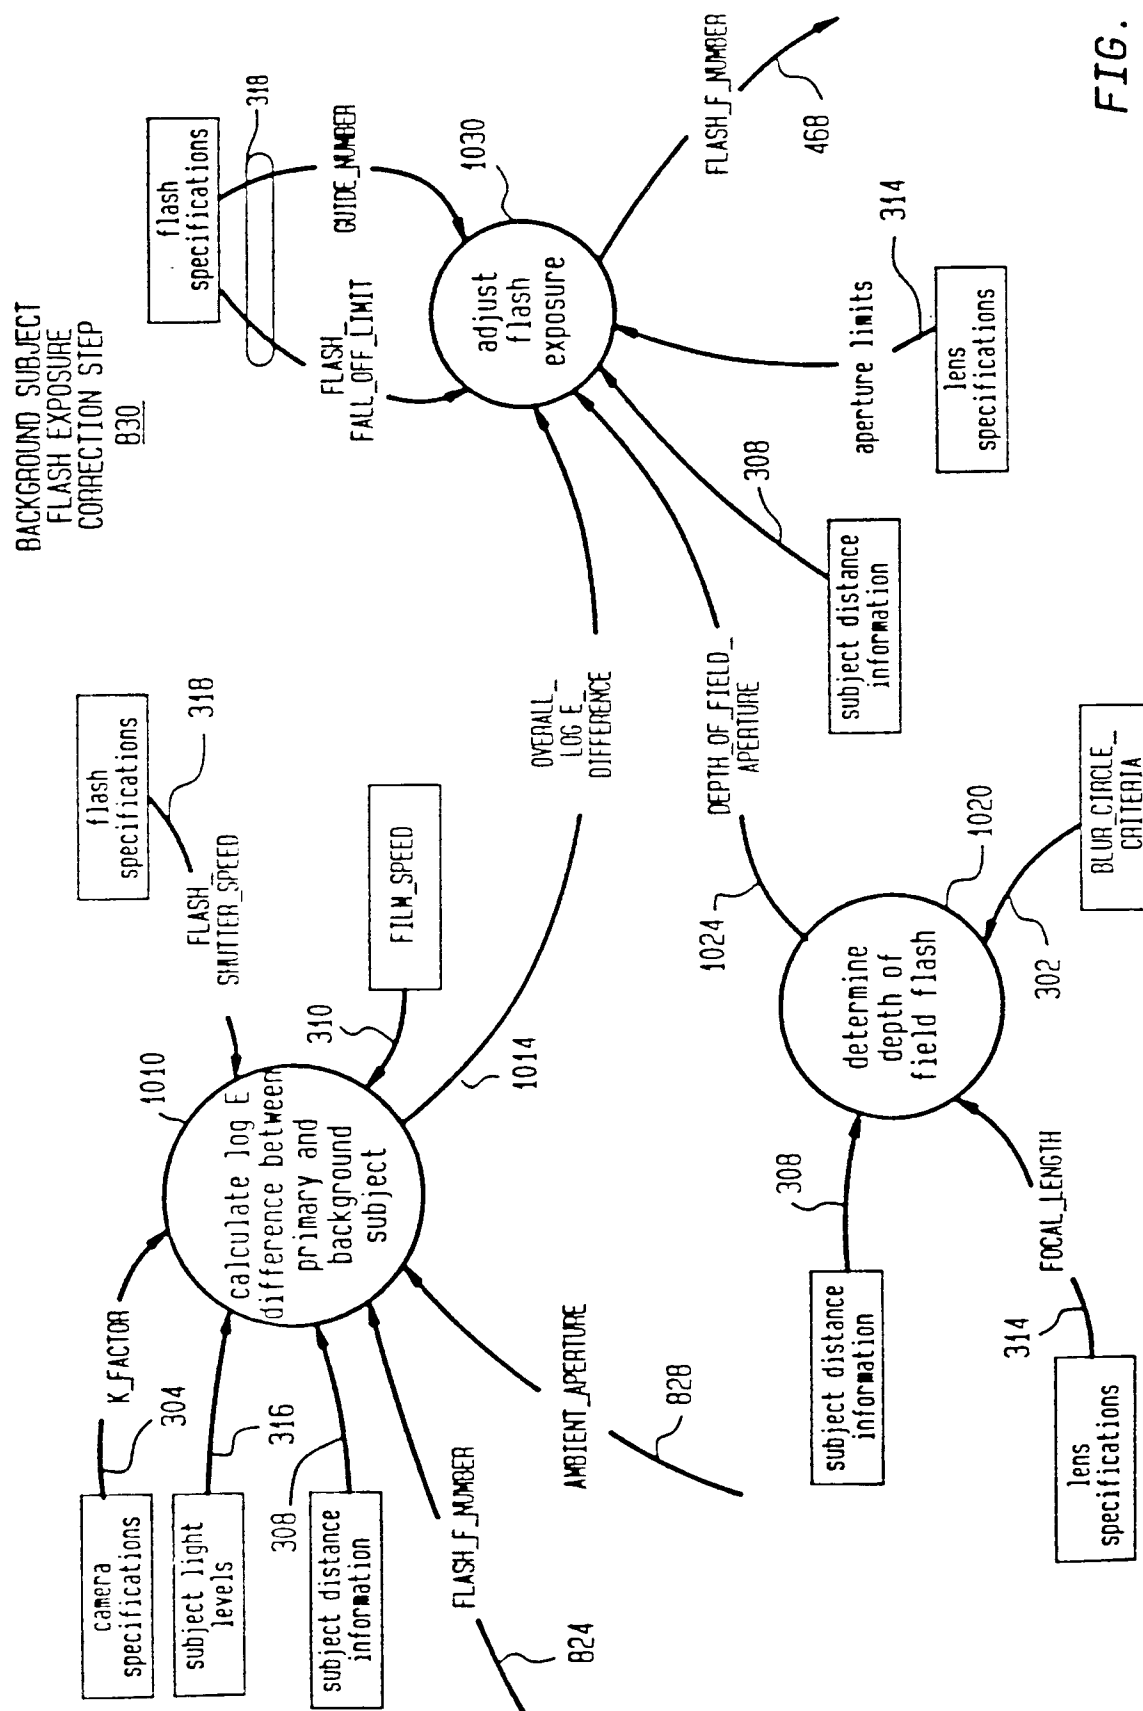 BACKGROUND SUBJECT
FLASH EXPOSURE
CORRECTION STEP
830
camera
specifications
304
K_FACTOR
1010
subject light
levels
316
subject distance
information
308
FLASH_F_NUMBER
824
AMBIENT_APERTURE
828
calculate log E
difference between
primary and
background
subject
FLASH_
SHUTTER_SPEED
flash
specifications
318
310
FILM_SPEED
1014
OVERALL_
LOG E_
DIFFERENCE
flash
specifications
318
FLASH_
FALL_OFF_LIMIT
GUIDE_NUMBER
1030
adjust
flash
exposure
FLASH_F_NUMBER
468
aperture limits
314
lens
specifications
308
subject distance
information
DEPTH_OF_FIELD_
APERTURE
1024
determine
depth of
field flash
1020
302
BLUR_CIRCLE_
CRITERIA
308
subject distance
information
FOCAL_LENGTH
314
lens
specifications
FIG.